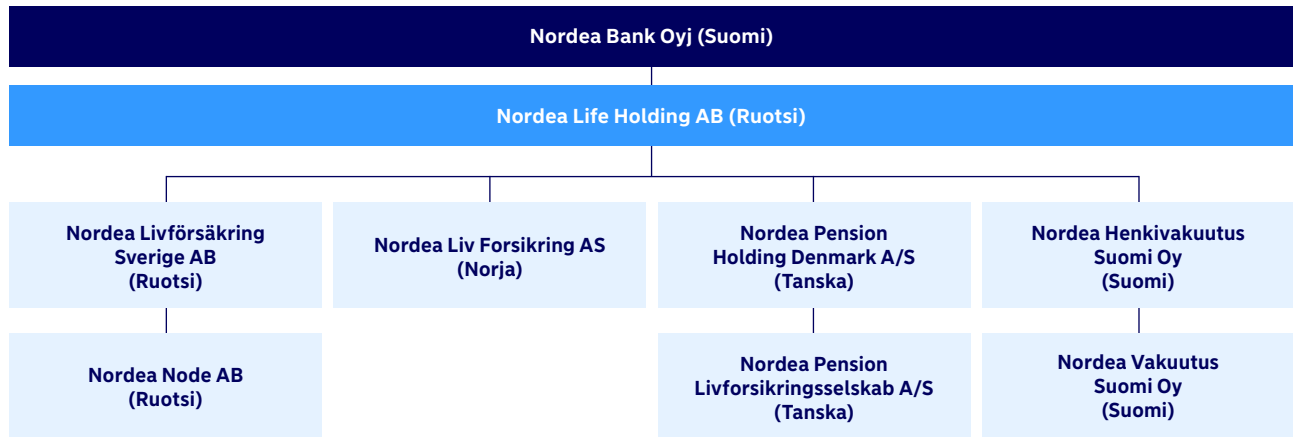 Nordea Bank Oyj (Suomi)
Nordea Life Holding AB (Ruotsi)
Nordea Livförsäkring
Sverige AB
(Ruotsi)
Nordea Liv Forsikring AS
(Norja)
Nordea Pension
Holding Denmark A/S
(Tanska)
Nordea Henkivakuutus
Suomi Oy
(Suomi)
Nordea Node AB
(Ruotsi)
Nordea Pension
Livforsikringsselskab A/S
(Tanska)
Nordea Vakuutus
Suomi Oy
(Suomi)